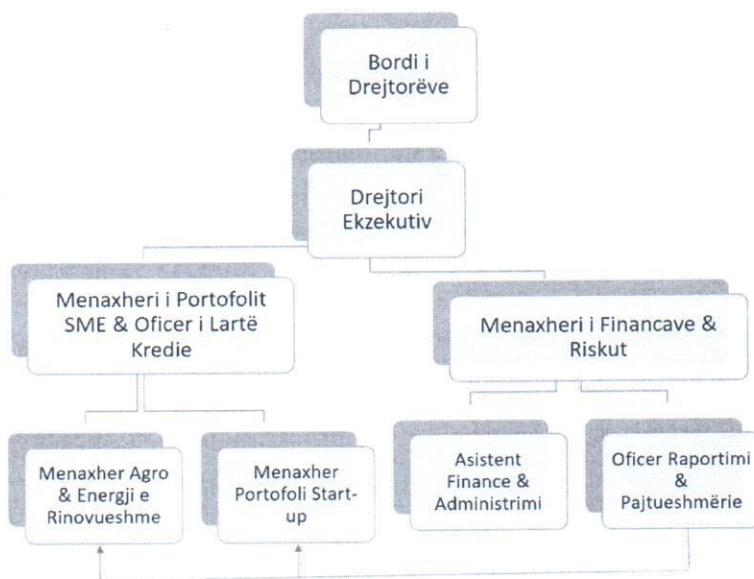 Bordi i
Drejtorëve
Drejtori
Ekzekutiv
Menaxheri i Portofolit
SME & Oficer i Lartë
Kredie
Menaxheri i Financave &
Riskut
Menaxher Agro
& Energji e
Rinovueshme
Menaxher
Portofoli Start-
up
Asistent
Finance &
Administrimi
Oficer Raportimi
&
Pajtueshmërie